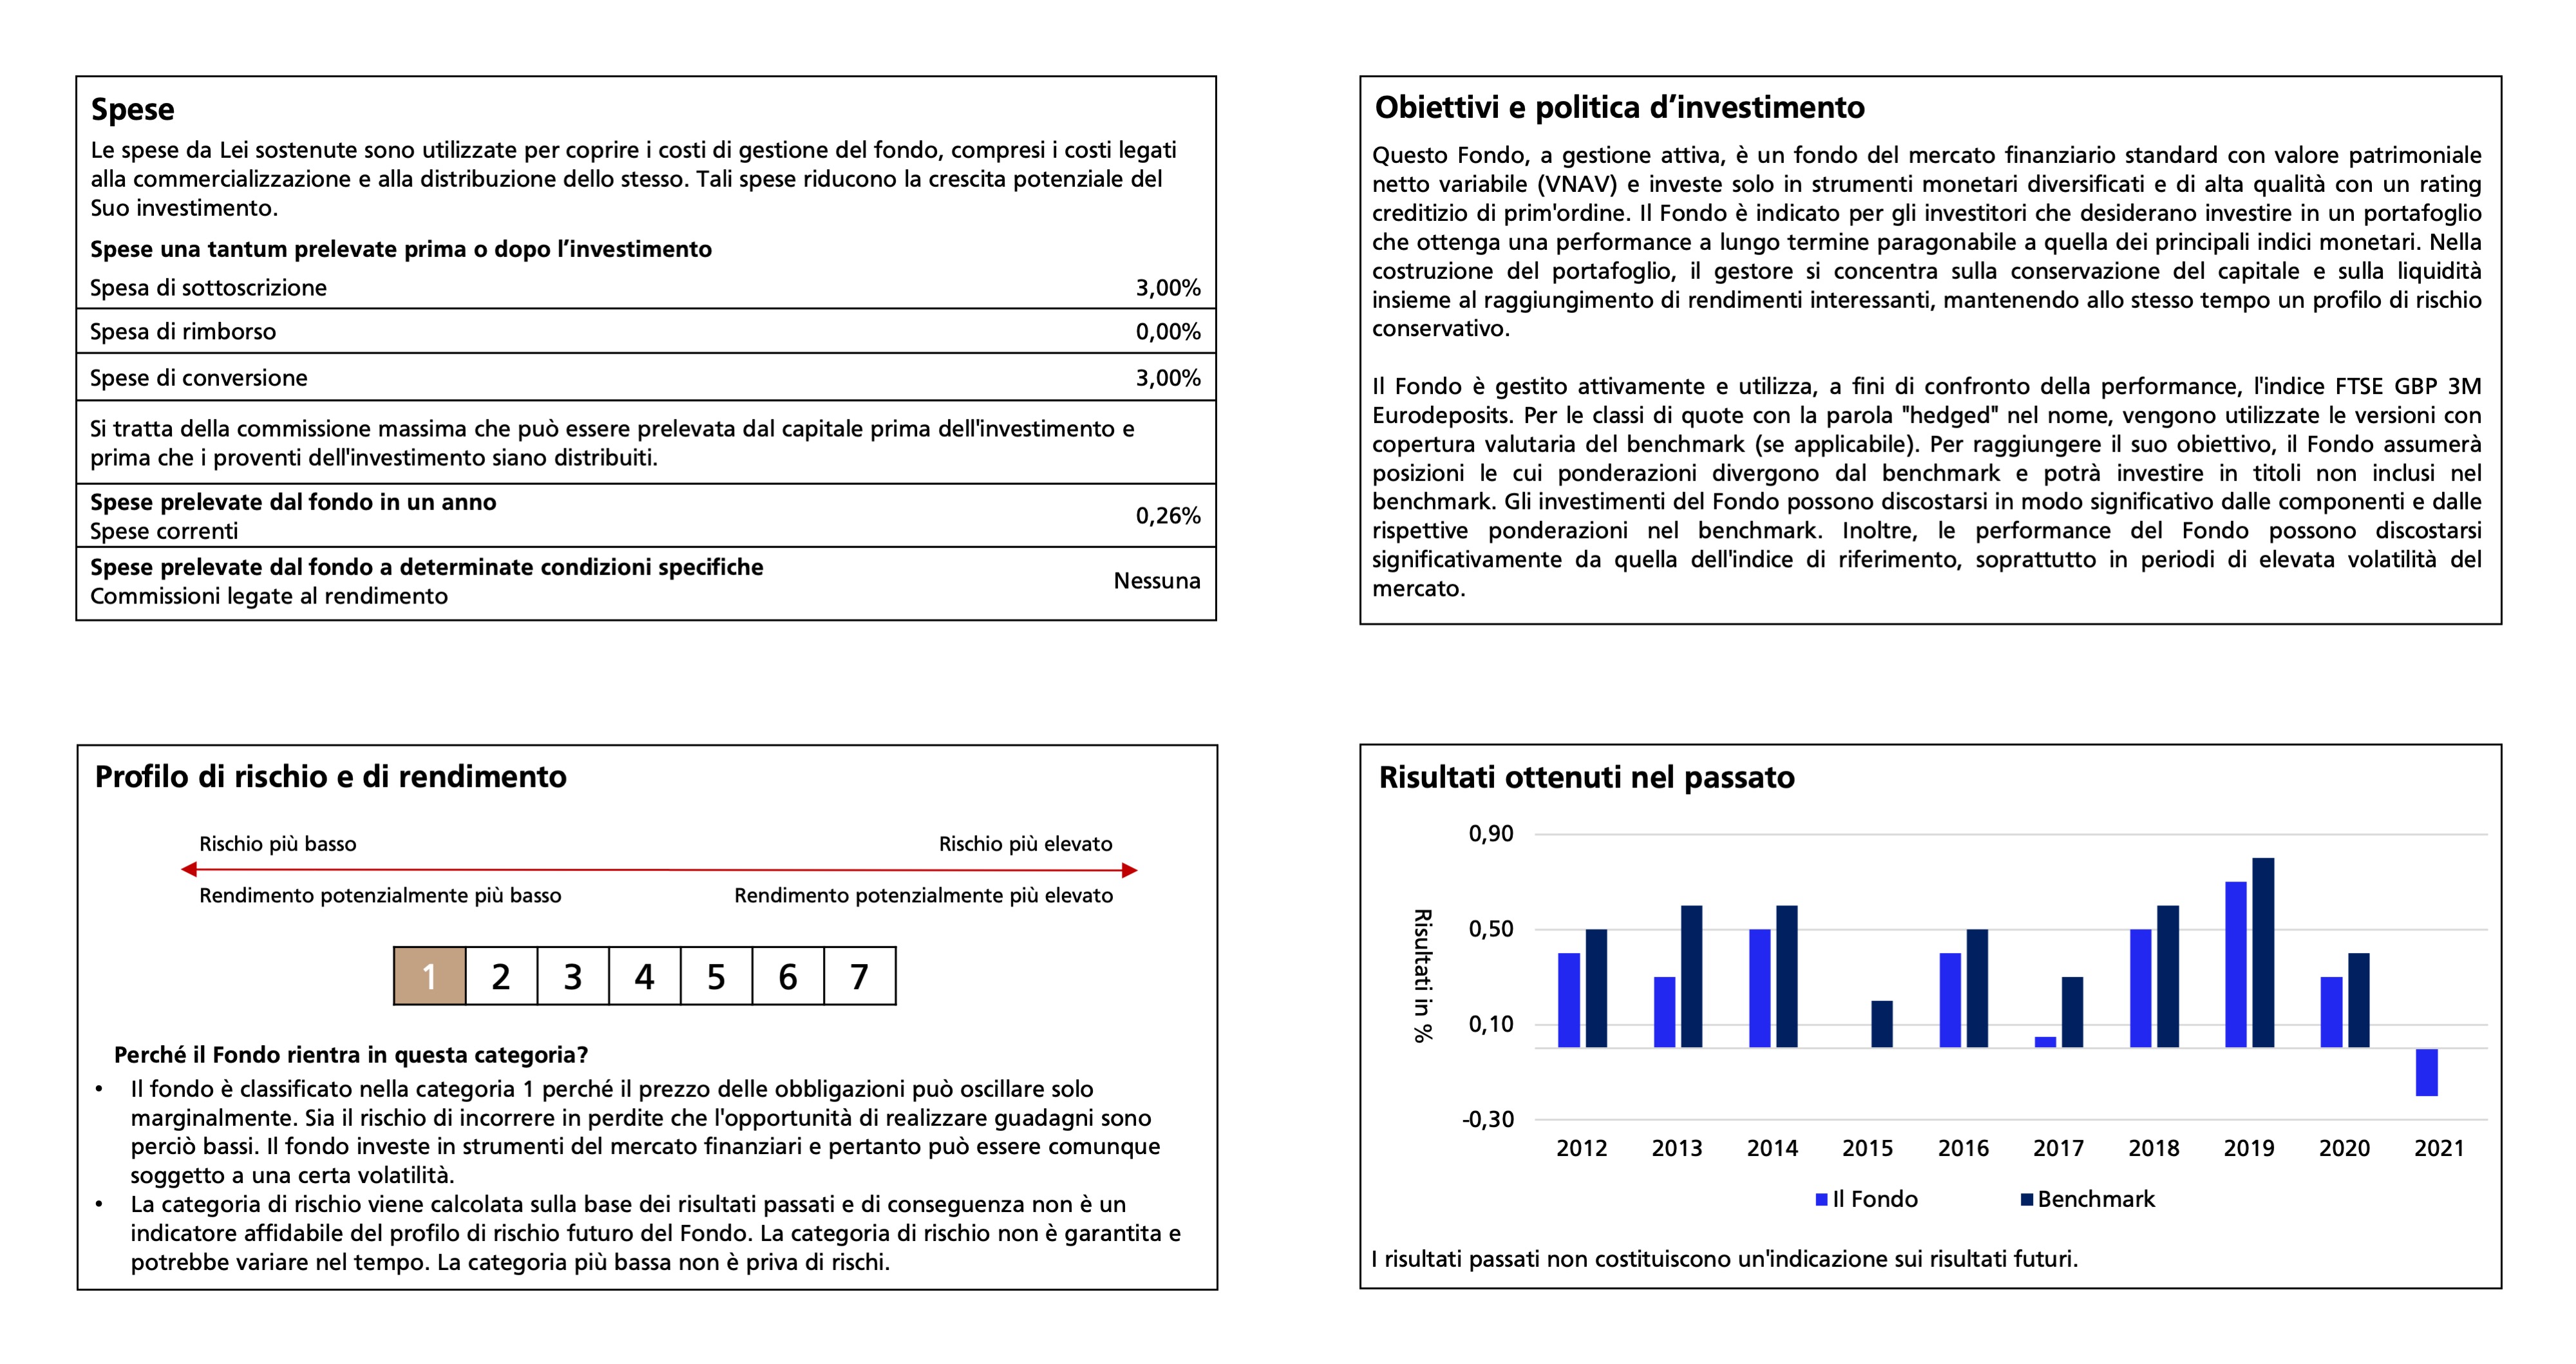 Spese
Le spese da Lei sostenute sono utilizzate per coprire i costi di gestione del fondo, compresi i costi legati
alla commercializzazione e alla distribuzione dello stesso. Tali spese riducono la crescita potenziale del
Suo investimento.
Spese una tantum prelevate prima o dopo l’investimento
Spesa di sottoscrizione 3,00%
Spesa di rimborso 0,00%
Spese di conversione 3,00%
Si tratta della commissione massima che può essere prelevata dal capitale prima dell'investimento e
prima che i proventi dell'investimento siano distribuiti.
Spese prelevate dal fondo in un anno
Spese correnti 0,26%
Spese prelevate dal fondo a determinate condizioni specifiche
Commissioni legate al rendimento Nessuna
Obiettivi e politica d’investimento
Questo Fondo, a gestione attiva, è un fondo del mercato finanziario standard con valore patrimoniale
netto variabile (VNAV) e investe solo in strumenti monetari diversificati e di alta qualità con un rating
creditizio di prim'ordine. Il Fondo è indicato per gli investitori che desiderano investire in un portafoglio
che ottenga una performance a lungo termine paragonabile a quella dei principali indici monetari. Nella
costruzione del portafoglio, il gestore si concentra sulla conservazione del capitale e sulla liquidità
insieme al raggiungimento di rendimenti interessanti, mantenendo allo stesso tempo un profilo di rischio
conservativo.
Il Fondo è gestito attivamente e utilizza, a fini di confronto della performance, l'indice FTSE GBP 3M
Eurodeposits. Per le classi di quote con la parola "hedged" nel nome, vengono utilizzate le versioni con
copertura valutaria del benchmark (se applicabile). Per raggiungere il suo obiettivo, il Fondo assumerà
posizioni le cui ponderazioni divergono dal benchmark e potrà investire in titoli non inclusi nel
benchmark. Gli investimenti del Fondo possono discostarsi in modo significativo dalle componenti e dalle
rispettive ponderazioni nel benchmark. Inoltre, le performance del Fondo possono discostarsi
significativamente da quella dell'indice di riferimento, soprattutto in periodi di elevata volatilità del
mercato.
Profilo di rischio e di rendimento
Rischio più basso Rischio più elevato
Rendimento potenzialmente più basso Rendimento potenzialmente più elevato
1 2 3 4 5 6 7
Perché il Fondo rientra in questa categoria?
• Il fondo è classificato nella categoria 1 perché il prezzo delle obbligazioni può oscillare solo
marginalmente. Sia il rischio di incorrere in perdite che l'opportunità di realizzare guadagni sono
perciò bassi. Il fondo investe in strumenti del mercato finanziari e pertanto può essere comunque
soggetto a una certa volatilità.
• La categoria di rischio viene calcolata sulla base dei risultati passati e di conseguenza non è un
indicatore affidabile del profilo di rischio futuro del Fondo. La categoria di rischio non è garantita e
potrebbe variare nel tempo. La categoria più bassa non è priva di rischi.
Risultati ottenuti nel passato
Risultati in %
0,90
0,50
0,10
-0,30
2012 2013 2014 2015 2016 2017 2018 2019 2020 2021
Il Fondo Benchmark
I risultati passati non costituiscono un'indicazione sui risultati futuri.